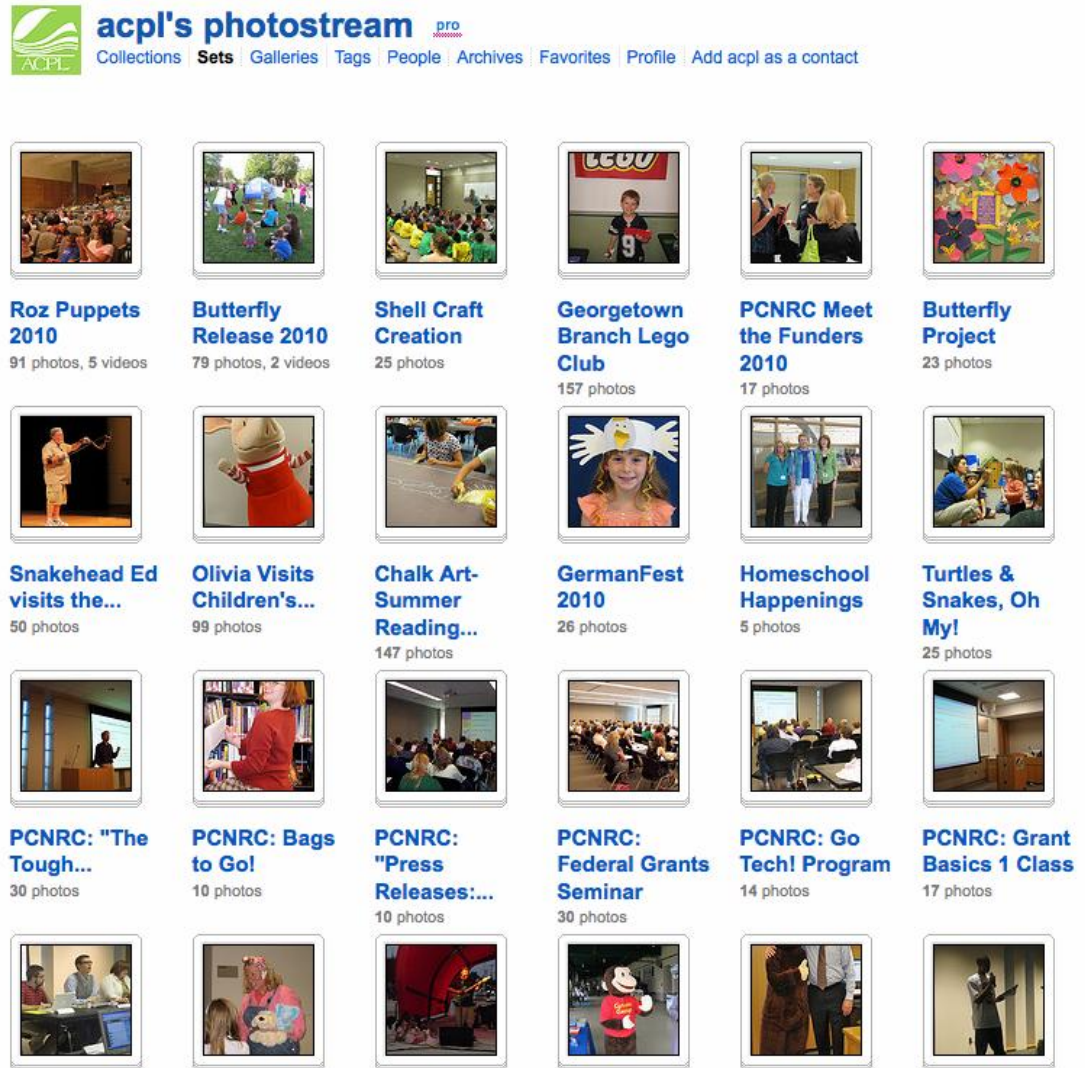 acpl's photostream pro
ACPL
Collections Sets Galleries Tags People Archives Favorites Profile Add acpl as a contact
LEGO
9
Roz Puppets 2010
91 photos, 5 videos
Butterfly Release 2010
79 photos, 2 videos
Shell Craft Creation
25 photos
Georgetown Branch Lego Club
157 photos
PCNRC Meet the Funders 2010
17 photos
Butterfly Project
23 photos
Snakehead Ed visits the...
50 photos
Olivia Visits Children's...
99 photos
Chalk Art- Summer Reading...
147 photos
GermanFest 2010
26 photos
Homeschool Happenings
5 photos
Turtles & Snakes, Oh My!
25 photos
PCNRC: "The Tough...
30 photos
PCNRC: Bags to Go!
10 photos
PCNRC: "Press Releases:...
10 photos
PCNRC: Federal Grants Seminar
30 photos
PCNRC: Go Tech! Program
14 photos
PCNRC: Grant Basics 1 Class
17 photos